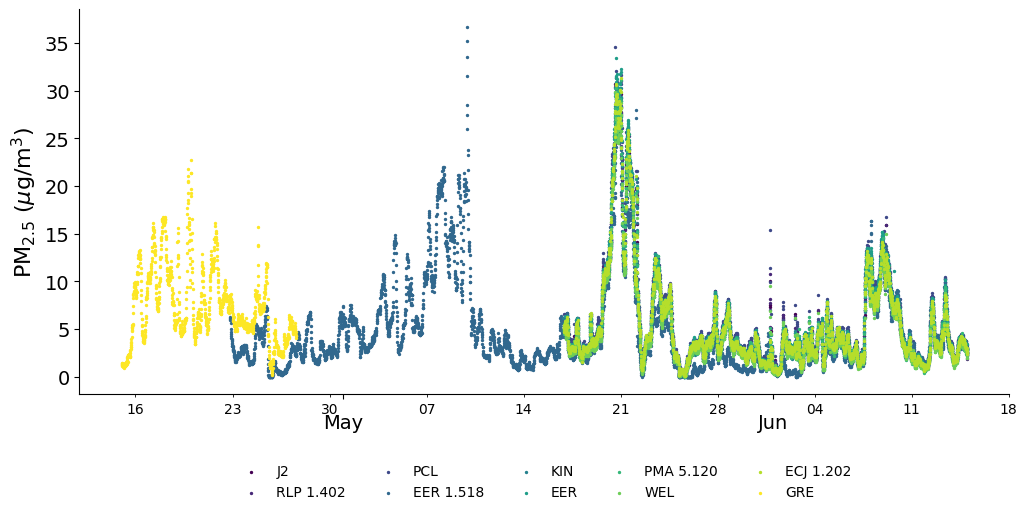 PM2.5 (μg/m3)
35
30
25
20
15
10
5
0
16 23 30 07 14 21 28 04 11 18
May Jun
J2 PCL KIN PMA 5.120 ECJ 1.202
RLP 1.402 EER 1.518 EER WEL GRE